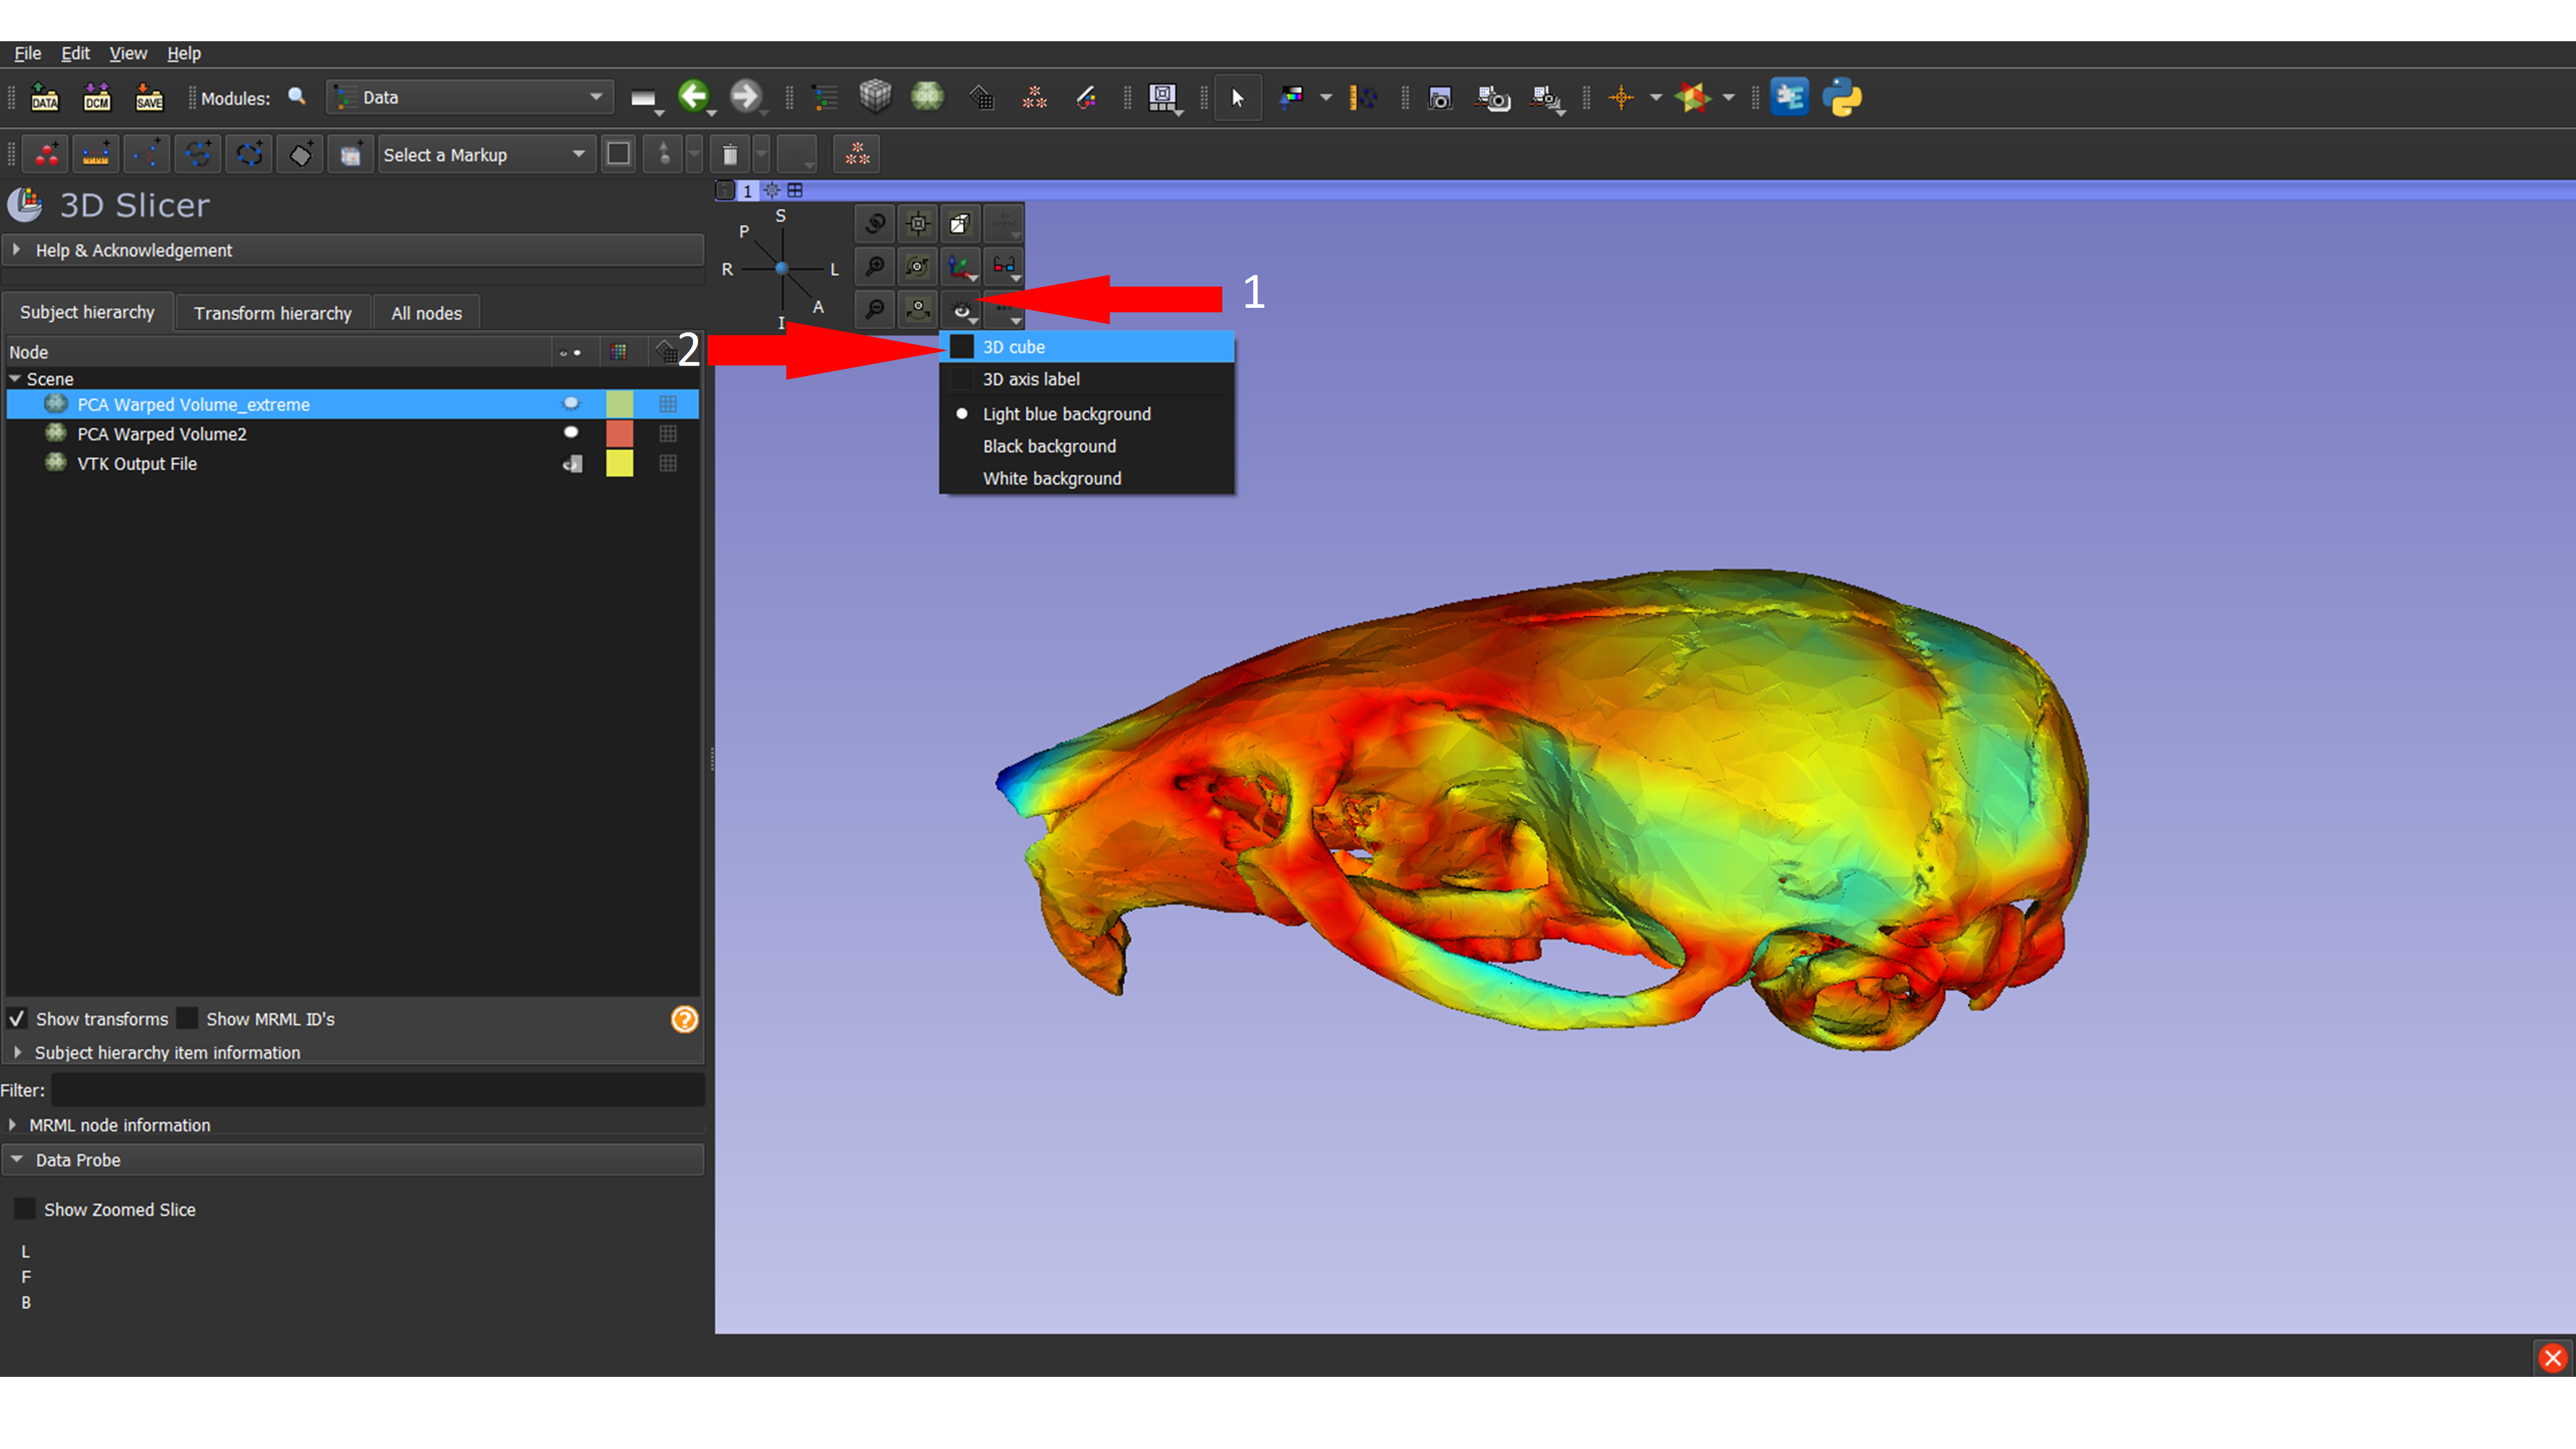 File Edit View Help
DATA DCM SAVE Modules: Data
Select a Markup
3D Slicer
1
Help & Acknowledgement
S
P
R L
A
I
1
Subject hierarchy Transform hierarchy All nodes
Node
2
3D cube
3D axis label
Light blue background
Black background
White background
Scene
PCA Warped Volume_extreme
PCA Warped Volume2
VTK Output File
Show transforms Show MRML ID's
Subject hierarchy item information
Filter:
MRML node information
Data Probe
Show Zoomed Slice
L
F
B